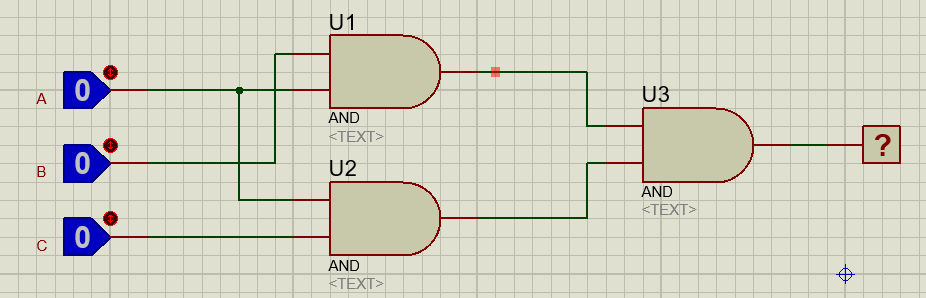 U1
A
0
AND
<TEXT>
B
0
U2
C
0
AND
<TEXT>
U3
AND
<TEXT>
?